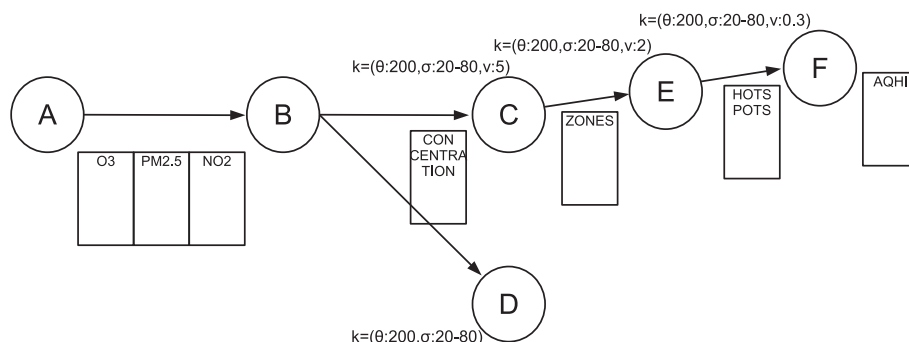 k=(θ:200,σ:20-80,v:0.3)
k=(θ:200,σ:20-80,v:2)
k=(θ:200,σ:20-80,v:5)
A
B
C
E
F
O3
PM2.5
NO2
CON
CENTRA
TION
ZONES
HOTS
POTS
AQHI
D
k=(θ:200,σ:20-80)